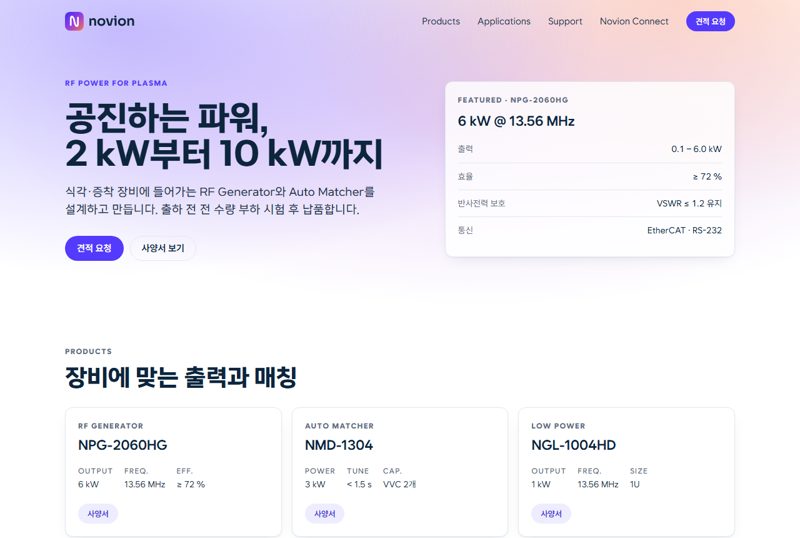 novion
Products Applications Support Novion Connect 견적 요청
RF POWER FOR PLASMA
공진하는 파워,
2 kW부터 10 kW까지
식각·증착 장비에 들어가는 RF Generator와 Auto Matcher를
설계하고 만듭니다. 출하 전 전 수량 부하 시험 후 납품합니다.
견적 요청 사양서 보기
FEATURED · NPG-2060HG
6 kW @ 13.56 MHz
출력 0.1 – 6.0 kW
효율 ≥ 72 %
반사전력 보호 VSWR ≤ 1.2 유지
통신 EtherCAT · RS-232
PRODUCTS
장비에 맞는 출력과 매칭
RF GENERATOR
NPG-2060HG
OUTPUT FREQ. EFF.
6 kW 13.56 MHz ≥ 72 %
사양서
AUTO MATCHER
NMD-1304
POWER TUNE CAP.
3 kW < 1.5 s VVC 2개
사양서
LOW POWER
NGL-1004HD
OUTPUT FREQ. SIZE
1 kW 13.56 MHz 1U
사양서